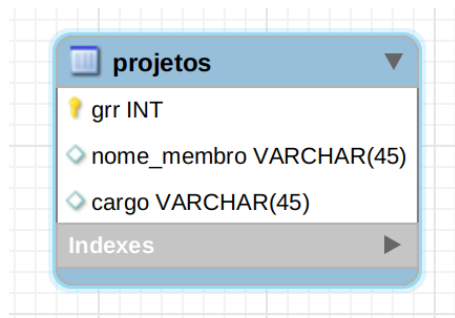 projetos
grr INT
nome_membro VARCHAR(45)
cargo VARCHAR(45)
Indexes